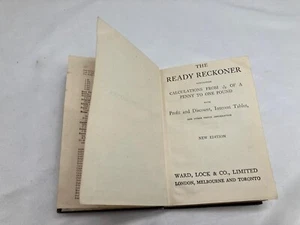 THE
READY RECKONER
CALCULATIONS FROM OF A
PENNY TO ONE POUND
Profit and Discount, Interest Tables,
NEW EDITION
WARD, LOCK & CO., LIMITED
LONDON, MELBOURNE AND TORONTO